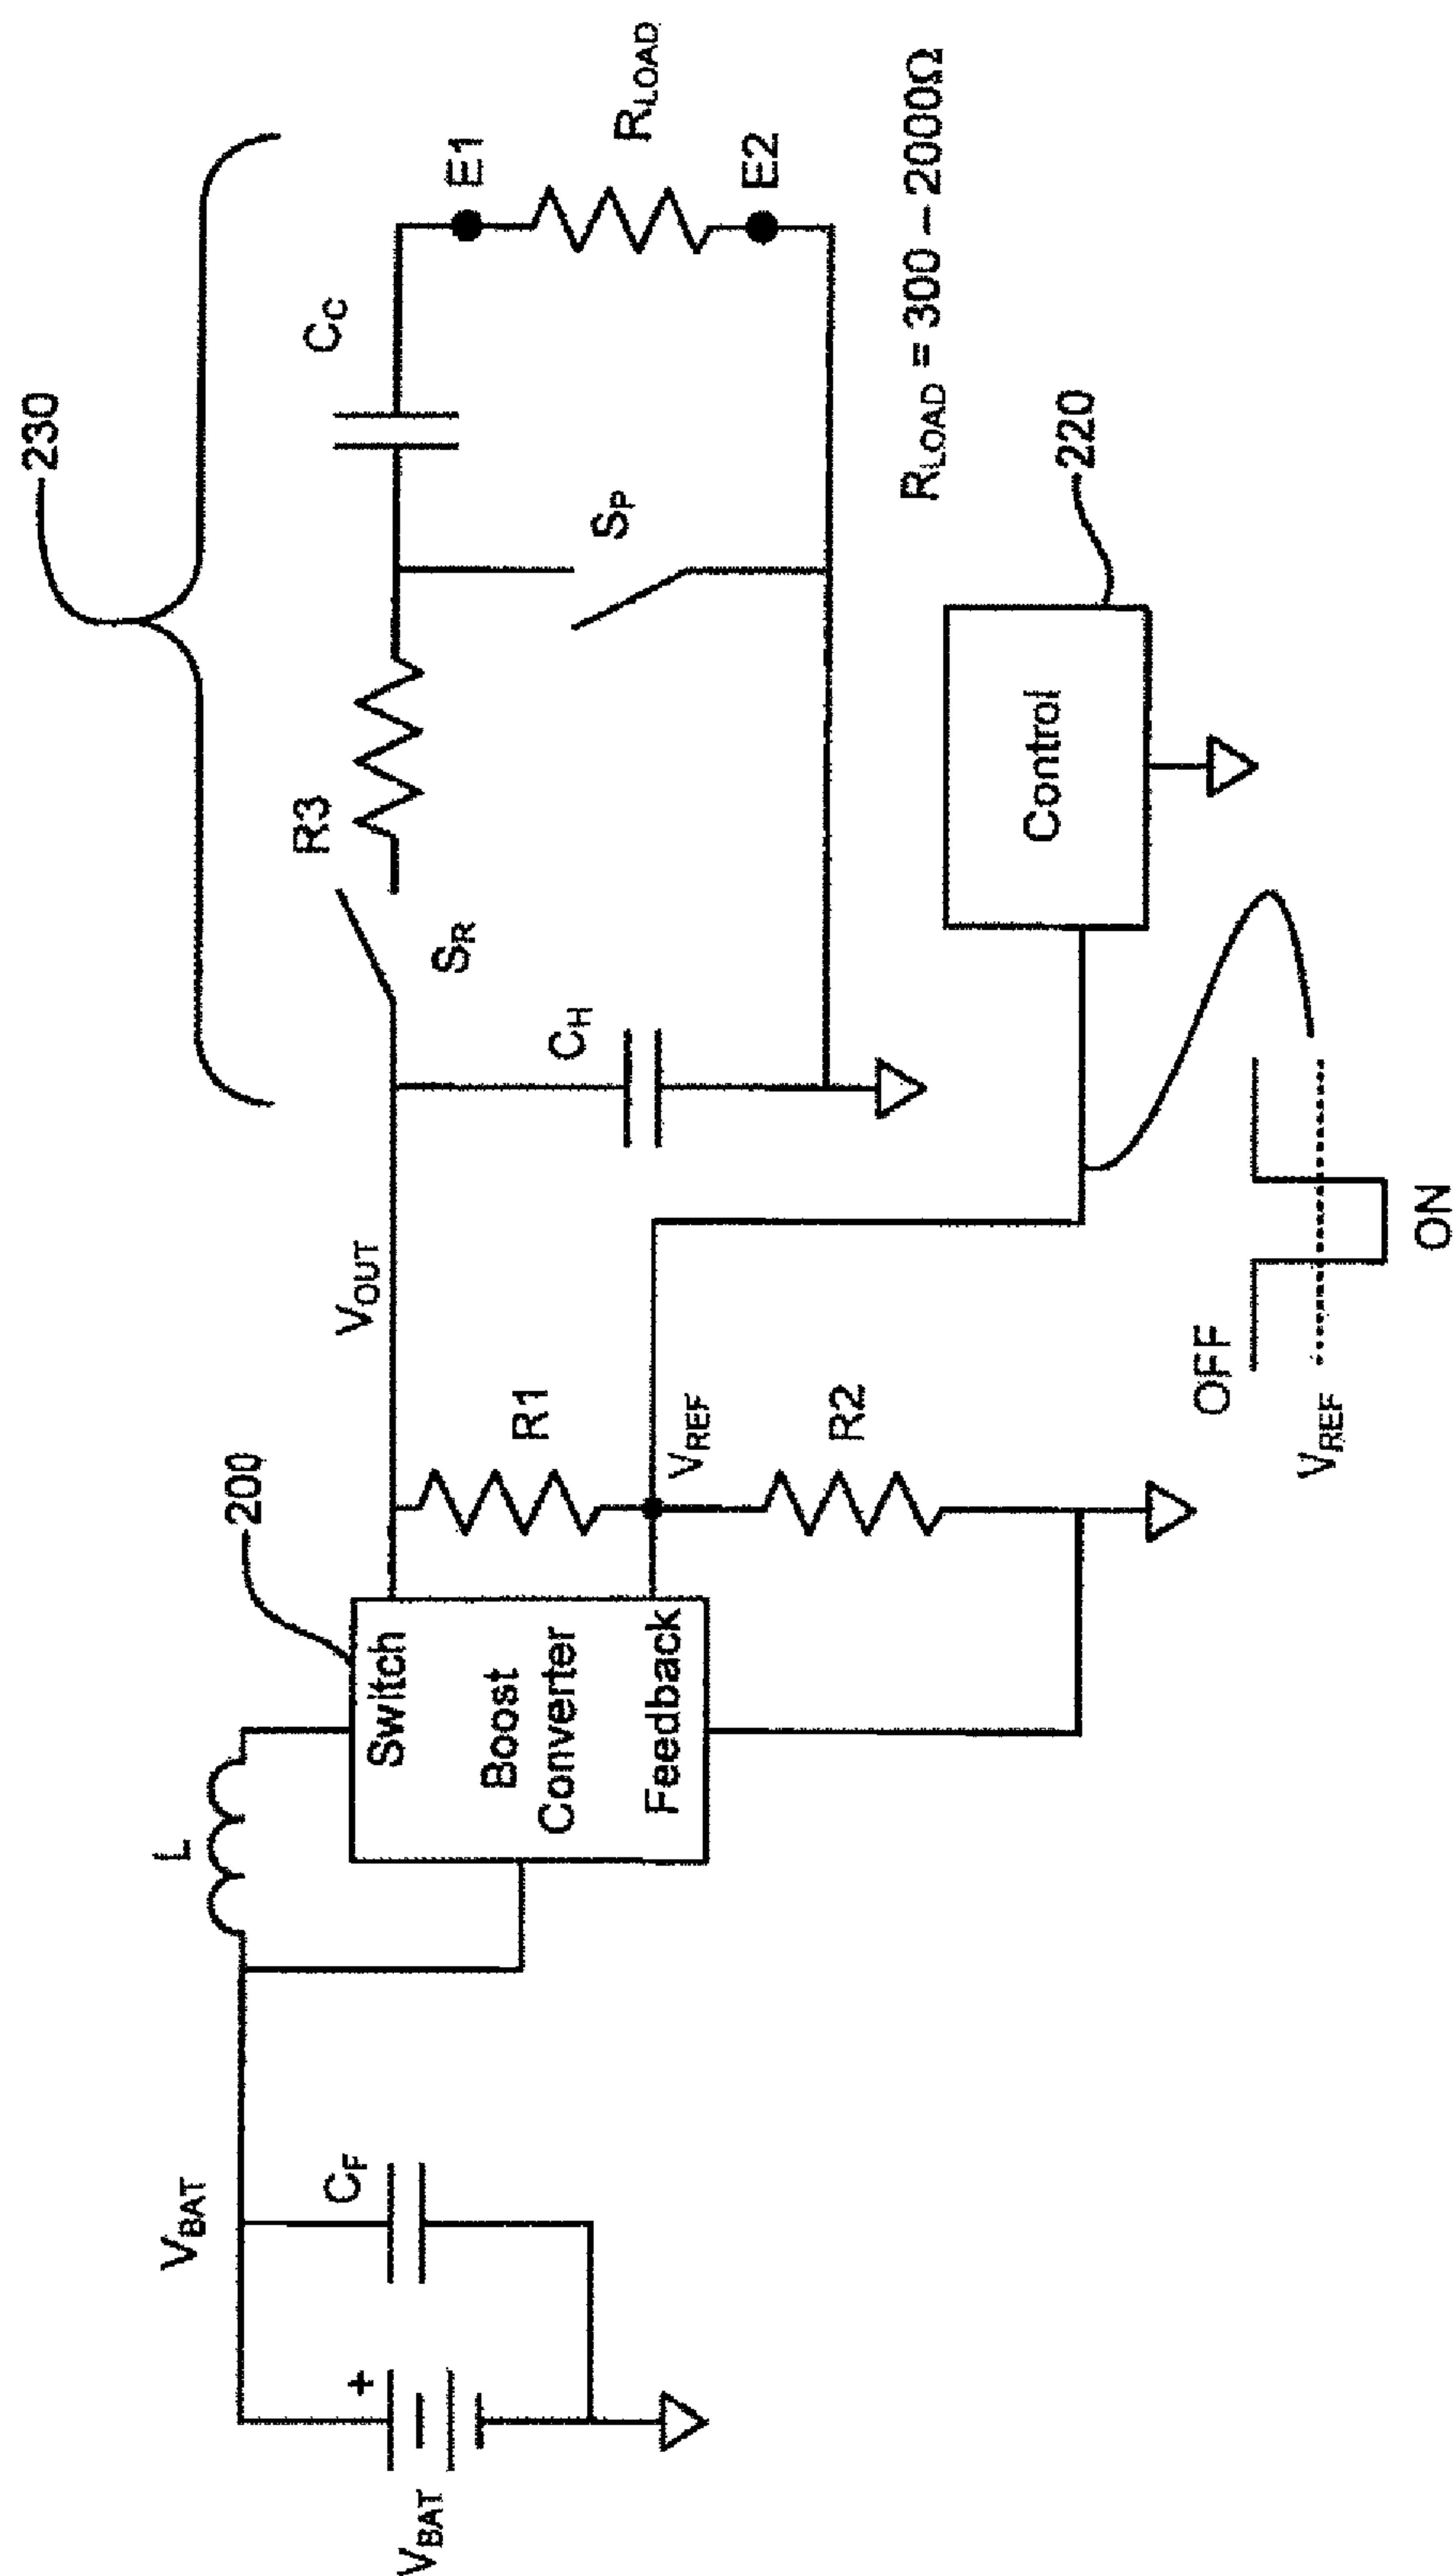 230
200
L
V_BAT
V_BAT
+
C_F
Switch
Boost
Converter
Feedback
V_OUT
R1
V_REF
R2
C_H
S_R
R3
S_P
C_C
E1
R_LOAD
E2
R_LOAD = 300 – 2000Ω
Control
220
OFF
V_REF
ON